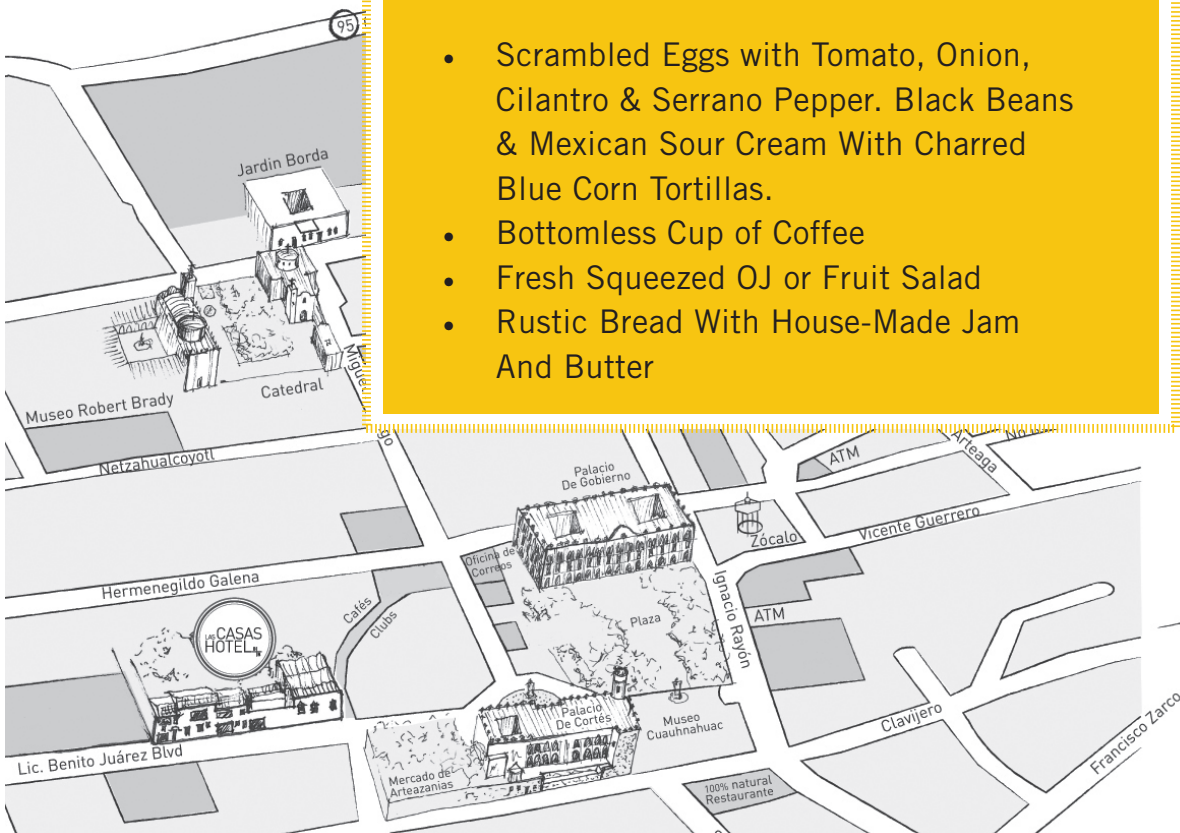 95
• Scrambled Eggs with Tomato, Onion,
Cilantro & Serrano Pepper. Black Beans
& Mexican Sour Cream With Charred
Blue Corn Tortillas.
• Bottomless Cup of Coffee
• Fresh Squeezed OJ or Fruit Salad
• Rustic Bread With House-Made Jam
And Butter
Jardin Borda
Catedral
Museo Robert Brady
Netzahualcoyotl
Palacio
De Gobierno
ATM
Arteaga
Zócalo
Vicente Guerrero
Oficina de
Correos
Hermenegildo Galena
Cafés
Clubs
LAS CASAS
HOTEL
Plaza
Ignacio Rayón
ATM
Palacio
De Cortés
Museo
Cuauhnahuac
Clavijero
Francisco Zarco
Lic. Benito Juárez Blvd
Mercado de
Arteazanías
100% natural
Restaurante